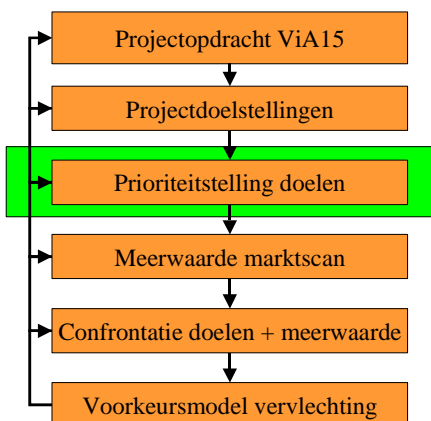 Projectopdracht ViA15
Projectdoelstellingen
Prioriteitstelling doelen
Meerwaarde marktscan
Confrontatie doelen + meerwaarde
Voorkeursmodel vervlechting